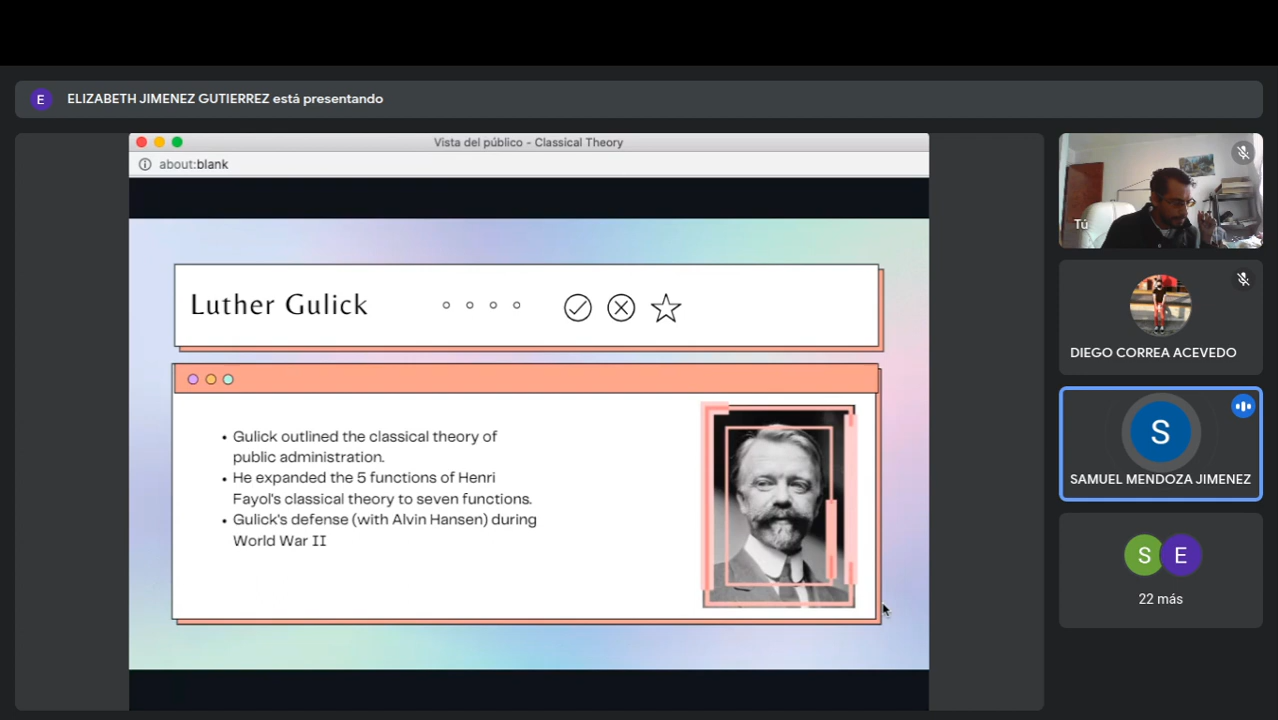 E
ELIZABETH JIMENEZ GUTIERREZ está presentando
Vista del público - Classical Theory
about:blank
Luther Gulick
• Gulick outlined the classical theory of
public administration.
• He expanded the 5 functions of Henri
Fayol's classical theory to seven functions.
• Gulick's defense (with Alvin Hansen) during
World War II
Tú
DIEGO CORREA ACEVEDO
S
SAMUEL MENDOZA JIMENEZ
S E
22 más